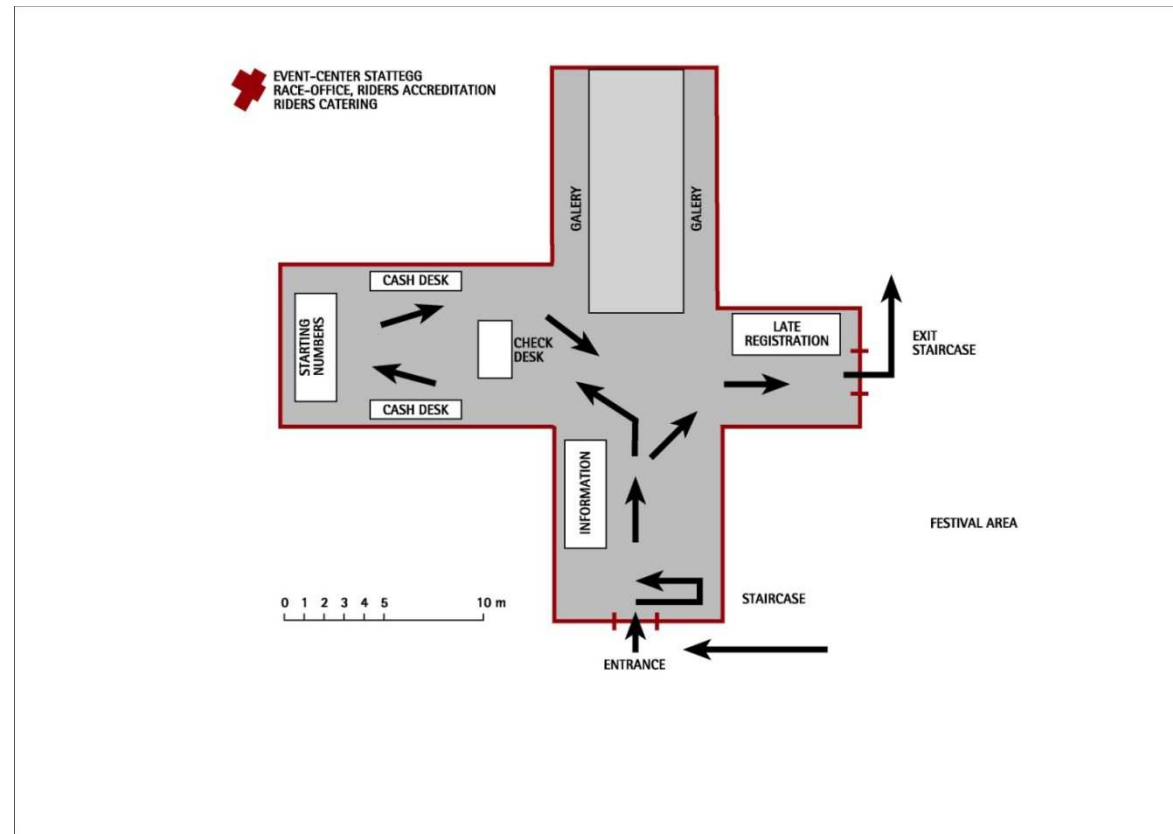 EVENT-CENTER STATTEGG
RACE-OFFICE, RIDERS ACCREDITATION
RIDERS CATERING
GALERY
GALERY
CASH DESK
STARTING
NUMBERS
CHECK
DESK
CASH DESK
LATE
REGISTRATION
EXIT
STAIRCASE
INFORMATION
FESTIVAL AREA
0 1 2 3 4 5 10 m
STAIRCASE
ENTRANCE